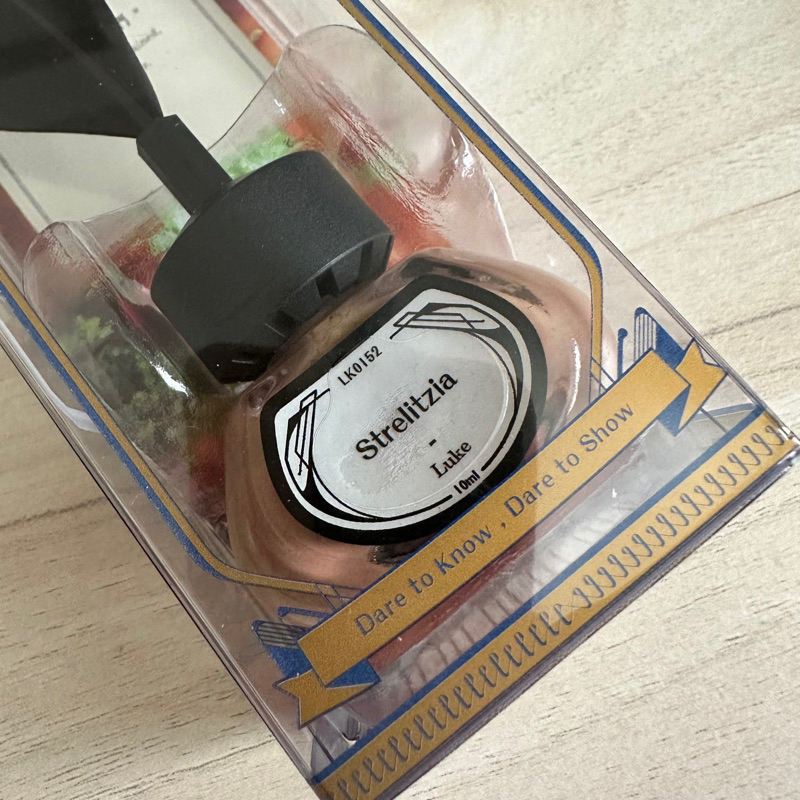 LK0152
Strelitzia
-
Luke
10ml
Dare to Know , Dare to Show